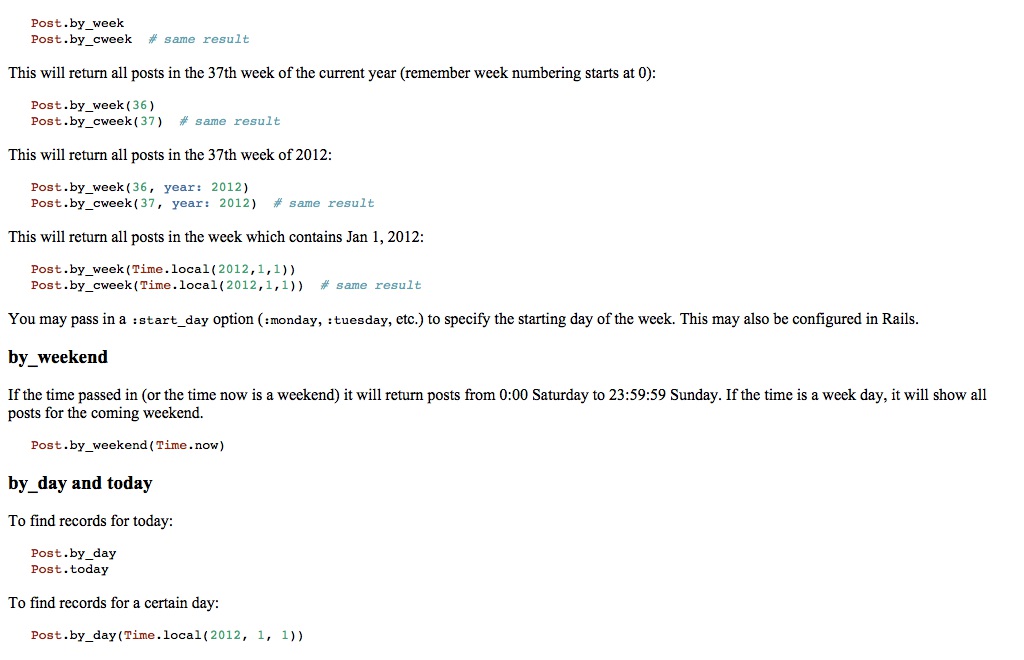 Post.by_week
Post.by_cweek  # same result
This will return all posts in the 37th week of the current year (remember week numbering starts at 0):
Post.by_week(36)
Post.by_cweek(37)  # same result
This will return all posts in the 37th week of 2012:
Post.by_week(36, year: 2012)
Post.by_cweek(37, year: 2012)  # same result
This will return all posts in the week which contains Jan 1, 2012:
Post.by_week(Time.local(2012,1,1))
Post.by_cweek(Time.local(2012,1,1))  # same result
You may pass in a :start_day option (:monday, :tuesday, etc.) to specify the starting day of the week. This may also be configured in Rails.
by_weekend
If the time passed in (or the time now is a weekend) it will return posts from 0:00 Saturday to 23:59:59 Sunday. If the time is a week day, it will show all
posts for the coming weekend.
Post.by_weekend(Time.now)
by_day and today
To find records for today:
Post.by_day
Post.today
To find records for a certain day:
Post.by_day(Time.local(2012, 1, 1))